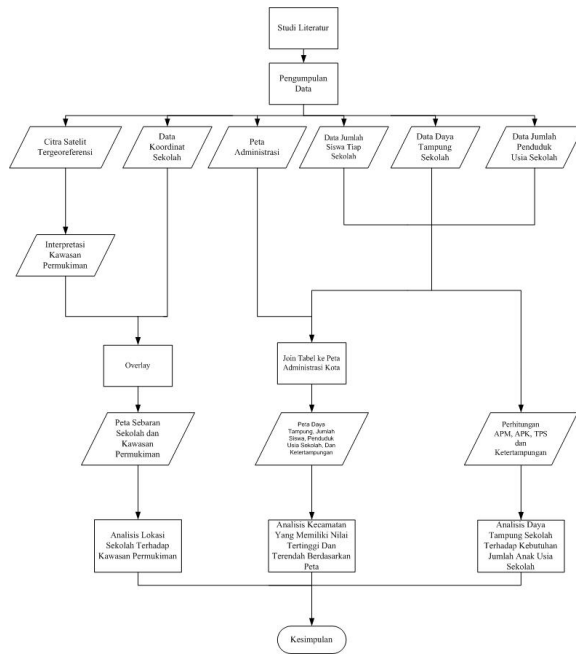 Studi Literatur
Pengumpulan
Data
Citra Satelit
Tergeoreferensi
Data
Koordinat
Sekolah
Peta
Administrasi
Data Jumlah
Siswa Tiap
Sekolah
Data Daya
Tampung
Sekolah
Data Jumlah
Penduduk
Usia Sekolah
Interpretasi
Kawasan
Permukiman
Overlay
Join Tabel ke Peta
Administrasi Kota
Peta Sebaran
Sekolah dan
Kawasan
Permukiman
Peta Daya
Tampung, Jumlah
Siswa, Penduduk
Usia Sekolah, Dan
Ketertampungan
Perhitungan
APM, APK, TPS
dan
Ketertampungan
Analisis Lokasi
Sekolah Terhadap
Kawasan Permukiman
Analisis Kecamatan
Yang Memiliki Nilai
Tertinggi Dan
Terendah Berdasarkan
Peta
Analisis Daya
Tampung Sekolah
Terhadap Kebutuhan
Jumlah Anak Usia
Sekolah
Kesimpulan